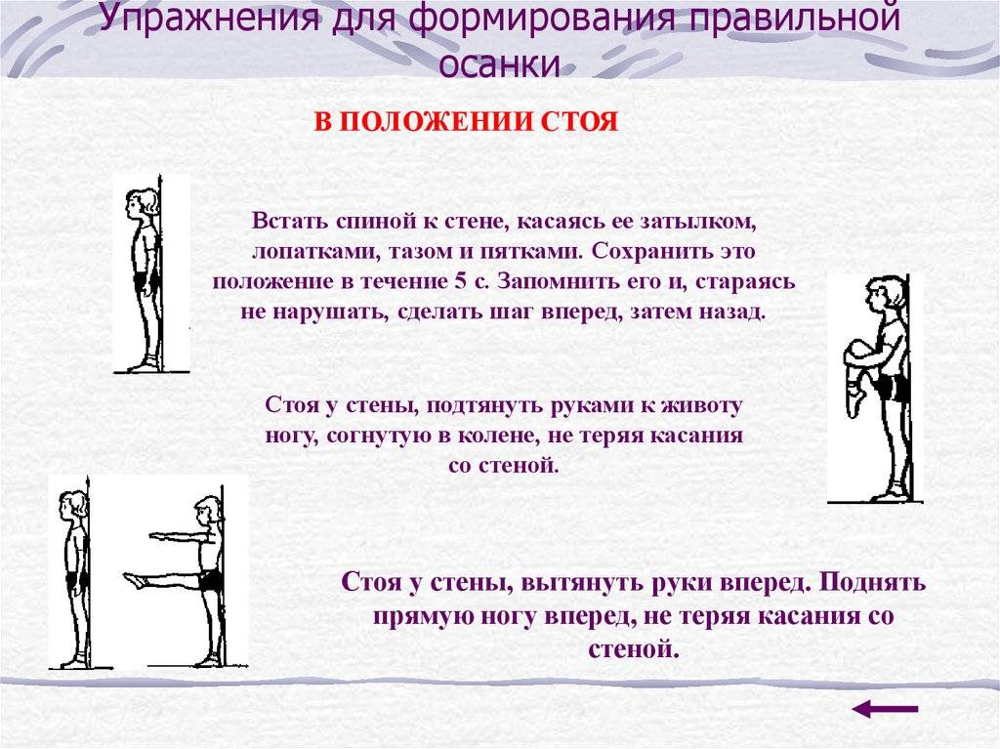 Упражнения для формирования правильной
осанки
В ПОЛОЖЕНИИ СТОЯ
Встать спиной к стене, касаясь ее затылком,
лопатками, тазом и пятками. Сохранить это
положение в течение 5 с. Запомнить его и, стараясь
не нарушать, сделать шаг вперед, затем назад.
Стоя у стены, подтянуть руками к животу
ногу, согнутую в колене, не теряя касания
со стеной.
Стоя у стены, вытянуть руки вперед. Поднять
прямую ногу вперед, не теряя касания со
стеной.